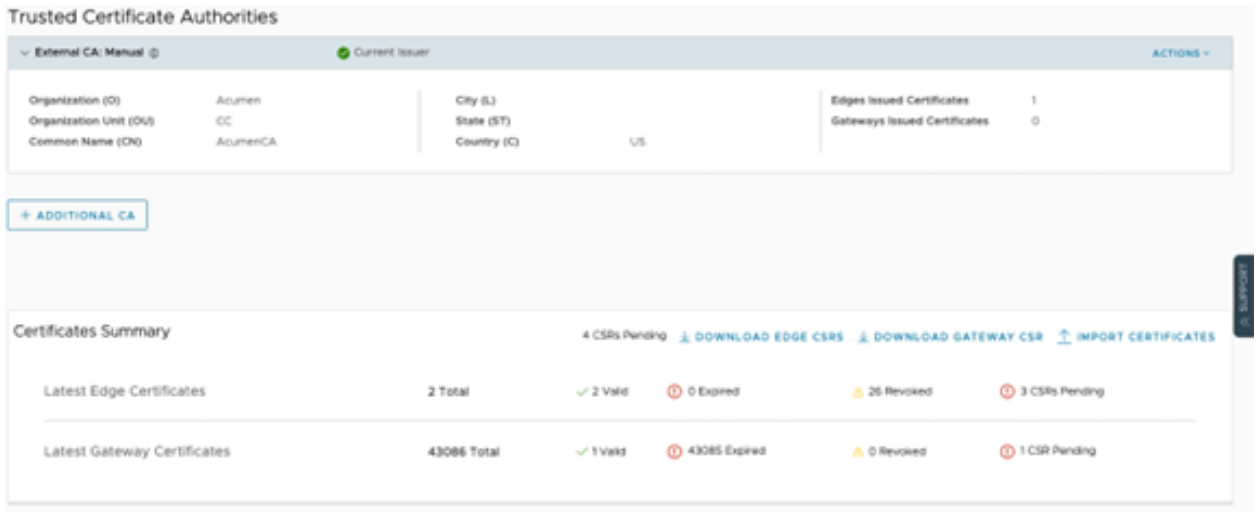 Trusted Certificate Authorities
External CA: Manual
Current Issuer
ACTIONS
Organization (O) Acumen
Organization Unit (OU) CC
Common Name (CN) AcumenCA
City (L)
State (ST)
Country (C) US
Edges Issued Certificates 1
Gateways Issued Certificates 0
+ ADDITIONAL CA
SUPPORT
Certificates Summary
4 CSRs Pending DOWNLOAD EDGE CSRS DOWNLOAD GATEWAY CSR IMPORT CERTIFICATES
Latest Edge Certificates 2 Total 2 Valid 0 Expired 26 Revoked 3 CSRs Pending
Latest Gateway Certificates 43086 Total 1 Valid 43085 Expired 0 Revoked 1 CSR Pending